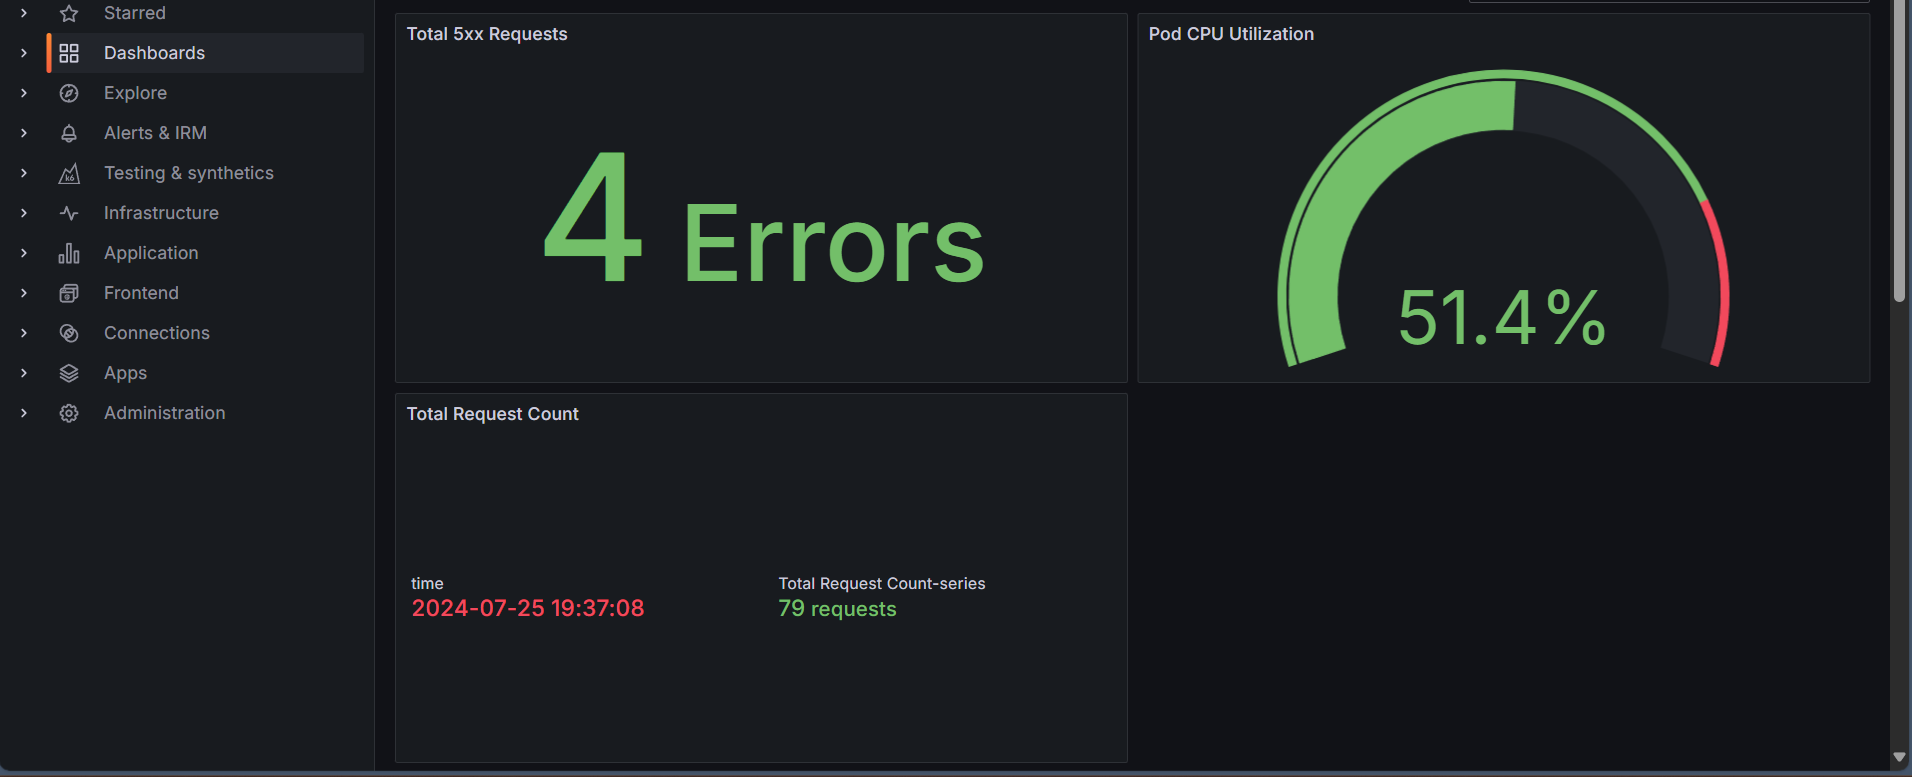 Starred
Dashboards
Explore
Alerts & IRM
Testing & synthetics
k6
Infrastructure
Application
Frontend
Connections
Apps
Administration
Total 5xx Requests
4 Errors
Pod CPU Utilization
51.4%
Total Request Count
time
2024-07-25 19:37:08
Total Request Count-series
79 requests